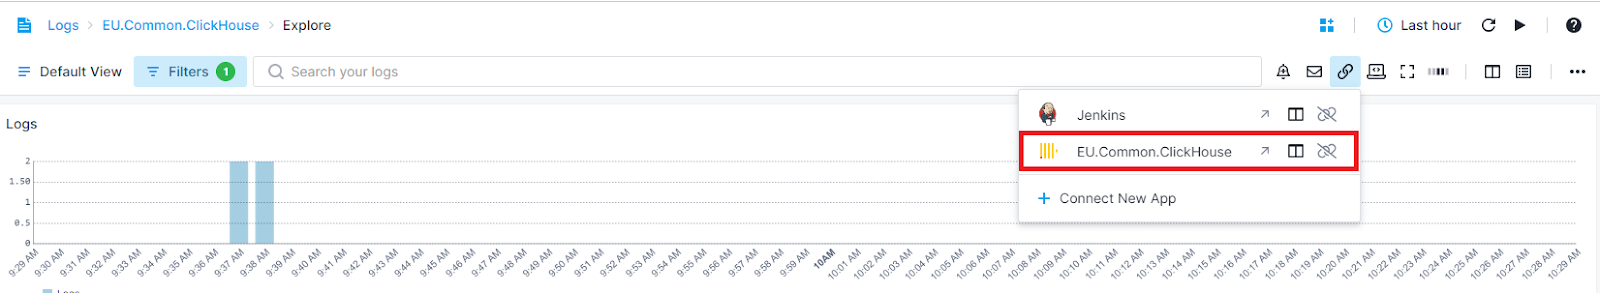 Logs > EU.Common.ClickHouse > Explore
Last hour
Default View
Filters 1
Search your logs
Jenkins
EU.Common.ClickHouse
+ Connect New App
Logs
2
1.50
1
0.5
0
9:29 AM 9:30 AM 9:31 AM 9:32 AM 9:33 AM 9:34 AM 9:35 AM 9:36 AM 9:37 AM 9:38 AM 9:39 AM 9:40 AM 9:41 AM 9:42 AM 9:43 AM 9:44 AM 9:45 AM 9:46 AM 9:47 AM 9:48 AM 9:49 AM 9:50 AM 9:51 AM 9:52 AM 9:53 AM 9:54 AM 9:55 AM 9:56 AM 9:57 AM 9:58 AM 9:59 AM 10AM 10:01 AM 10:02 AM 10:03 AM 10:04 AM 10:05 AM 10:06 AM 10:07 AM 10:08 AM 10:09 AM 10:10 AM 10:11 AM 10:12 AM 10:13 AM 10:14 AM 10:15 AM 10:16 AM 10:17 AM 10:18 AM 10:19 AM 10:20 AM 10:21 AM 10:22 AM 10:23 AM 10:24 AM 10:25 AM 10:26 AM 10:27 AM 10:28 AM 10:29 AM
Logs